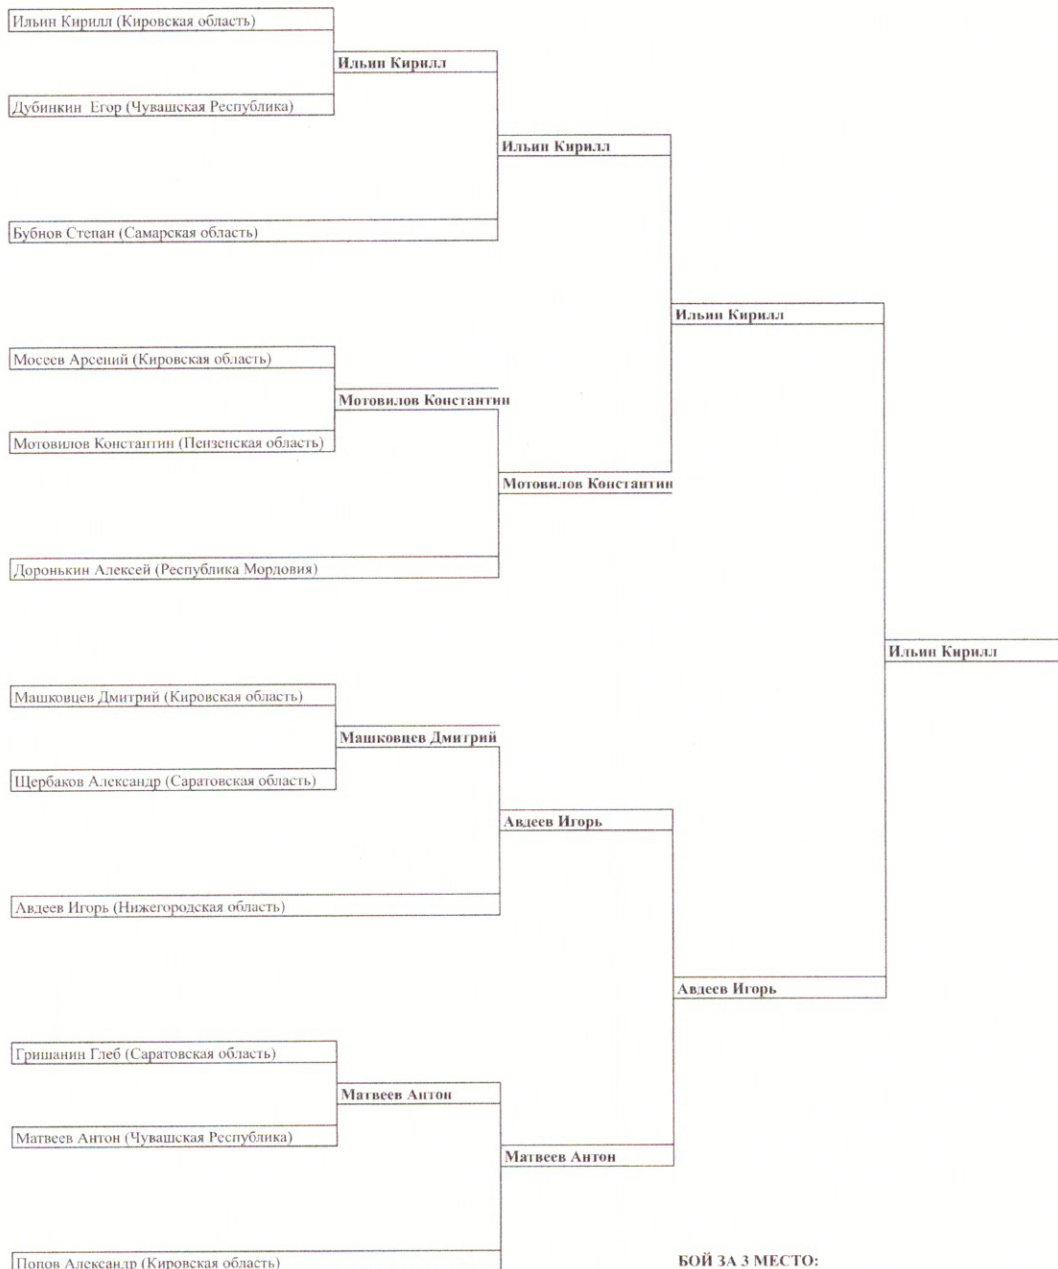 Ильин Кирилл (Кировская область)
Ильин Кирилл
Дубинкин Егор (Чувашская Республика)
Ильин Кирилл
Бубнов Степан (Самарская область)
Ильин Кирилл
Мосеев Арсений (Кировская область)
Мотовилов Константин
Мотовилов Константин (Пензенская область)
Мотовилов Константин
Доронькин Алексей (Республика Мордовия)
Ильин Кирилл
Машковцев Дмитрий (Кировская область)
Машковцев Дмитрий
Щербаков Александр (Саратовская область)
Авдеев Игорь
Авдеев Игорь (Нижегородская область)
Авдеев Игорь
Гришанин Глеб (Саратовская область)
Матвеев Антон
Матвеев Антон (Чувашская Республика)
Матвеев Антон
Попов Александр (Кировская область)
БОЙ ЗА 3 МЕСТО: